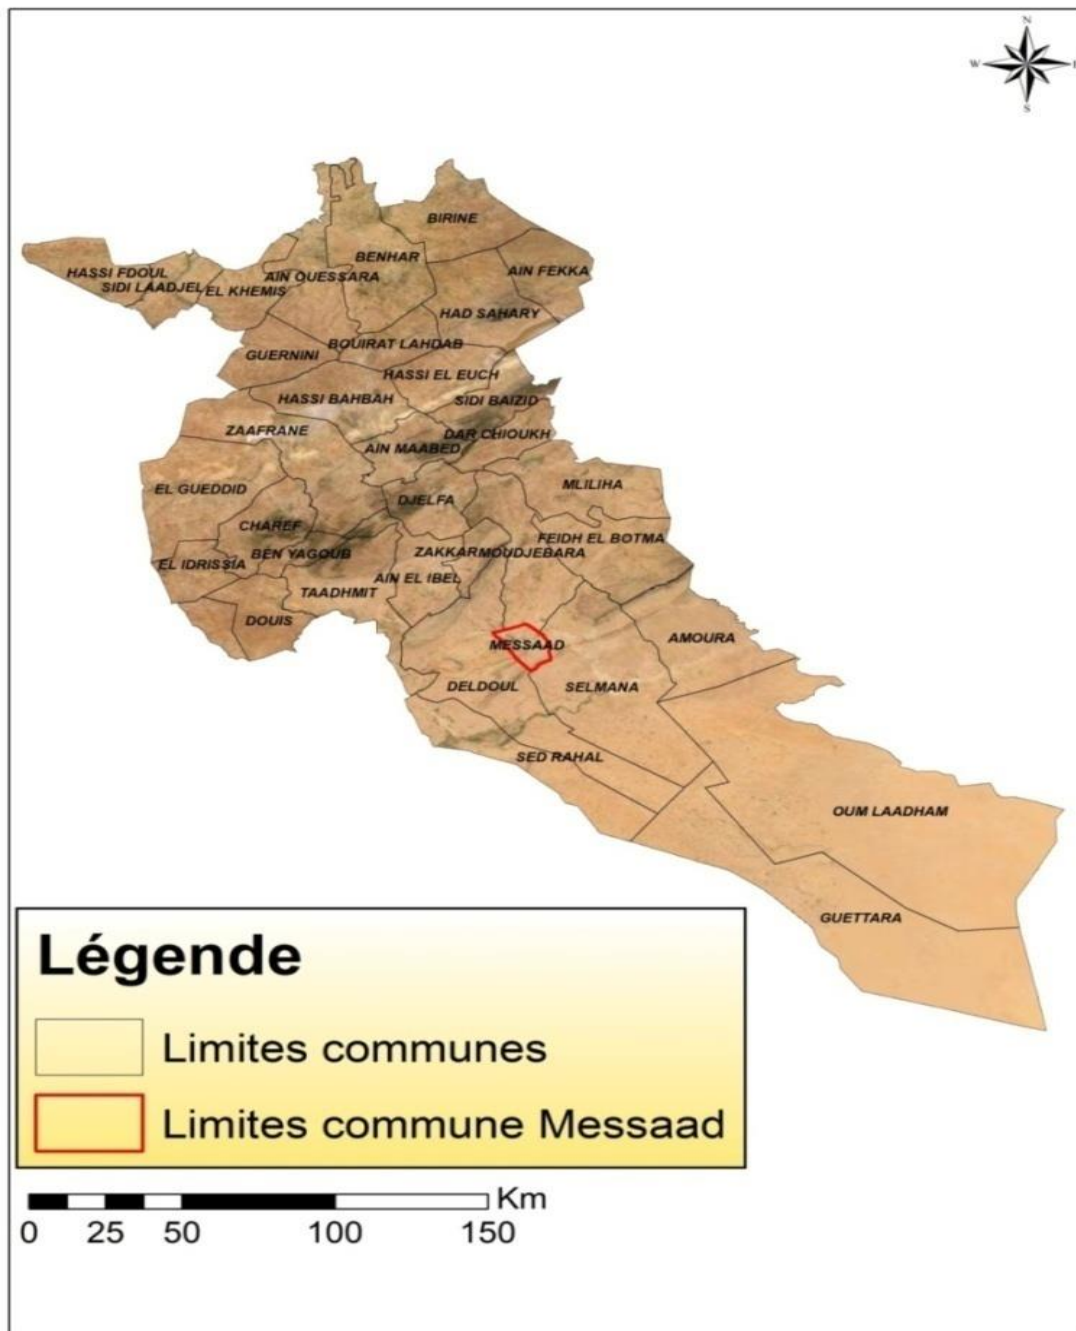 N
W
E
S
BIRINE
BENHAR
AIN FEKKA
HASSI FDOUL
AIN OUESSARA
SIDI LAADJEL
EL KHEMIS
HAD SAHARY
BOUIRAT LAHDAB
GUERNINI
HASSI EL EUCH
HASSI BAHBAH
SIDI BAIZID
ZAAFRANE
DAR CHIOUKH
AIN MAABED
EL GUEDDID
MLILIHA
DJELFA
CHAREF
FEIDH EL BOTMA
BEN YAGOUB
ZAKKAR
MOUDJEBARA
EL IDRISSIA
AIN EL IBEL
TAADHMIT
DOUIS
AMOURA
MESSAAD
DELDOUL
SELMANA
SED RAHAL
OUM LAADHAM
GUETTARA
Légende
Limites communes
Limites commune Messaad
Km
0 25 50 100 150